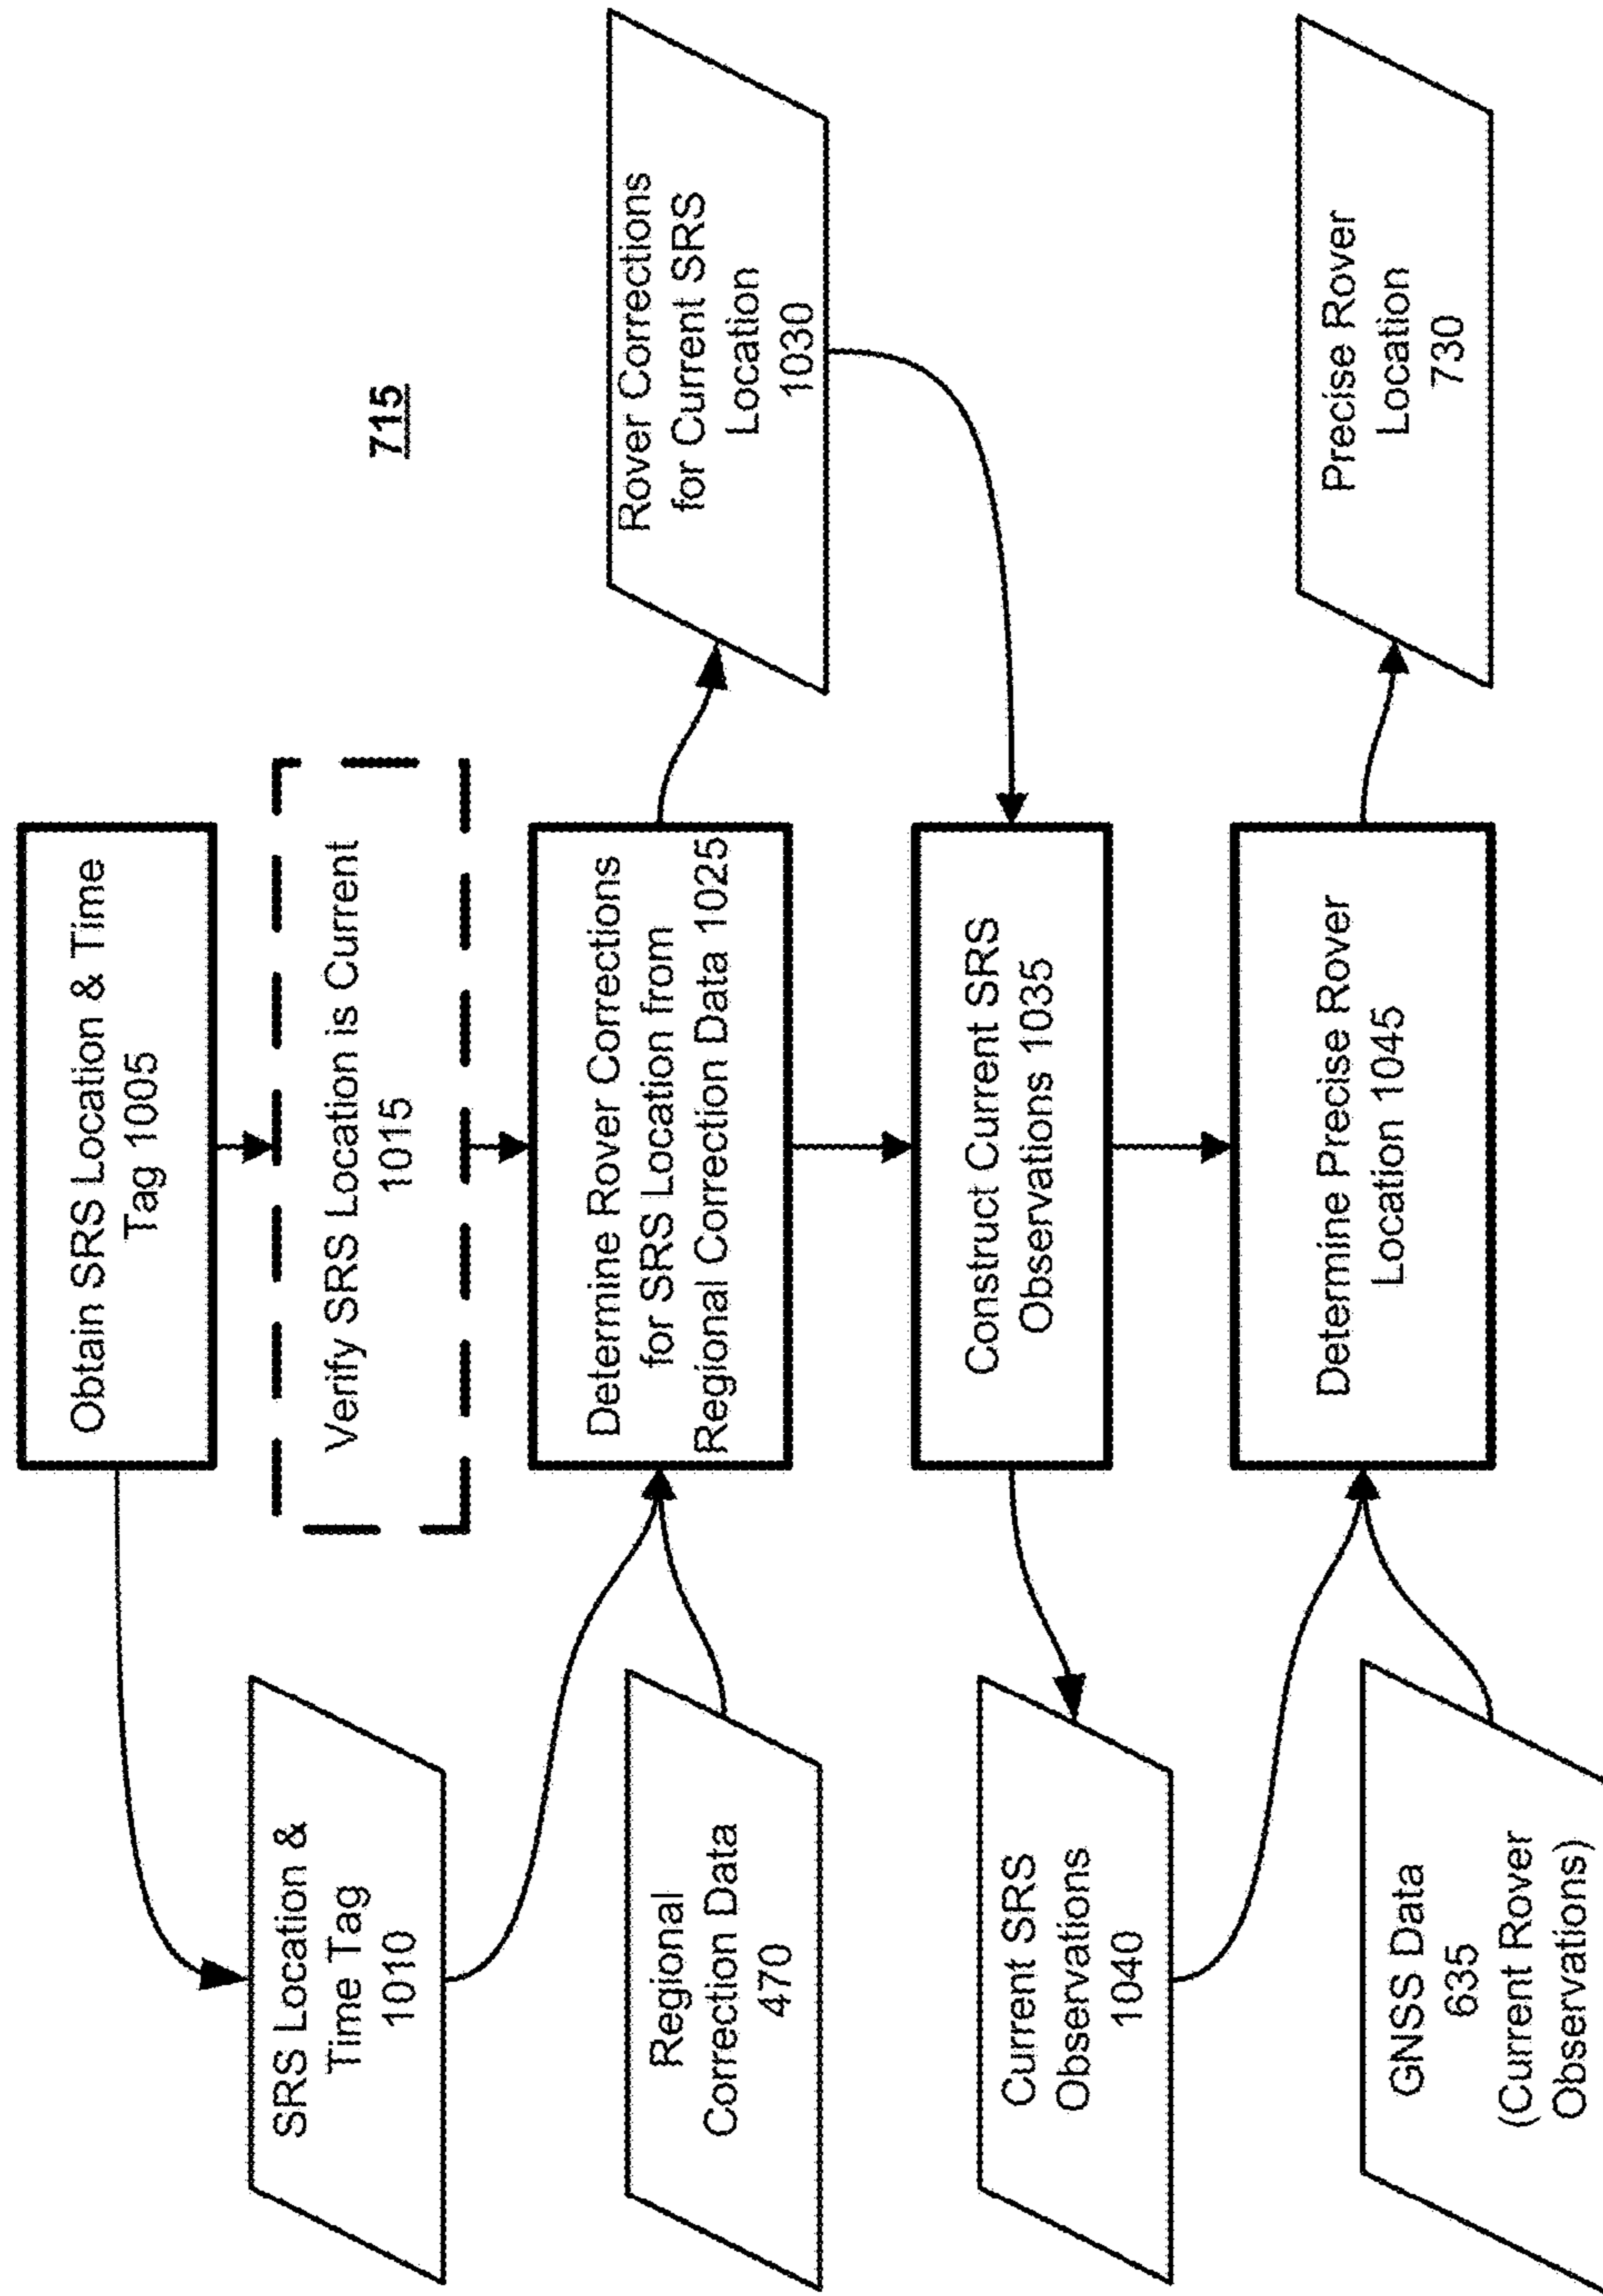 715
Obtain SRS Location & Time
Tag 1005
SRS Location &
Time Tag
1010
Verify SRS Location is Current
1015
Regional
Correction Data
470
Determine Rover Corrections
for SRS Location from
Regional Correction Data 1025
Rover Corrections
for Current SRS
Location
1030
Current SRS
Observations
1040
Construct Current SRS
Observations 1035
GNSS Data
635
(Current Rover
Observations)
Determine Precise Rover
Location 1045
Precise Rover
Location
730